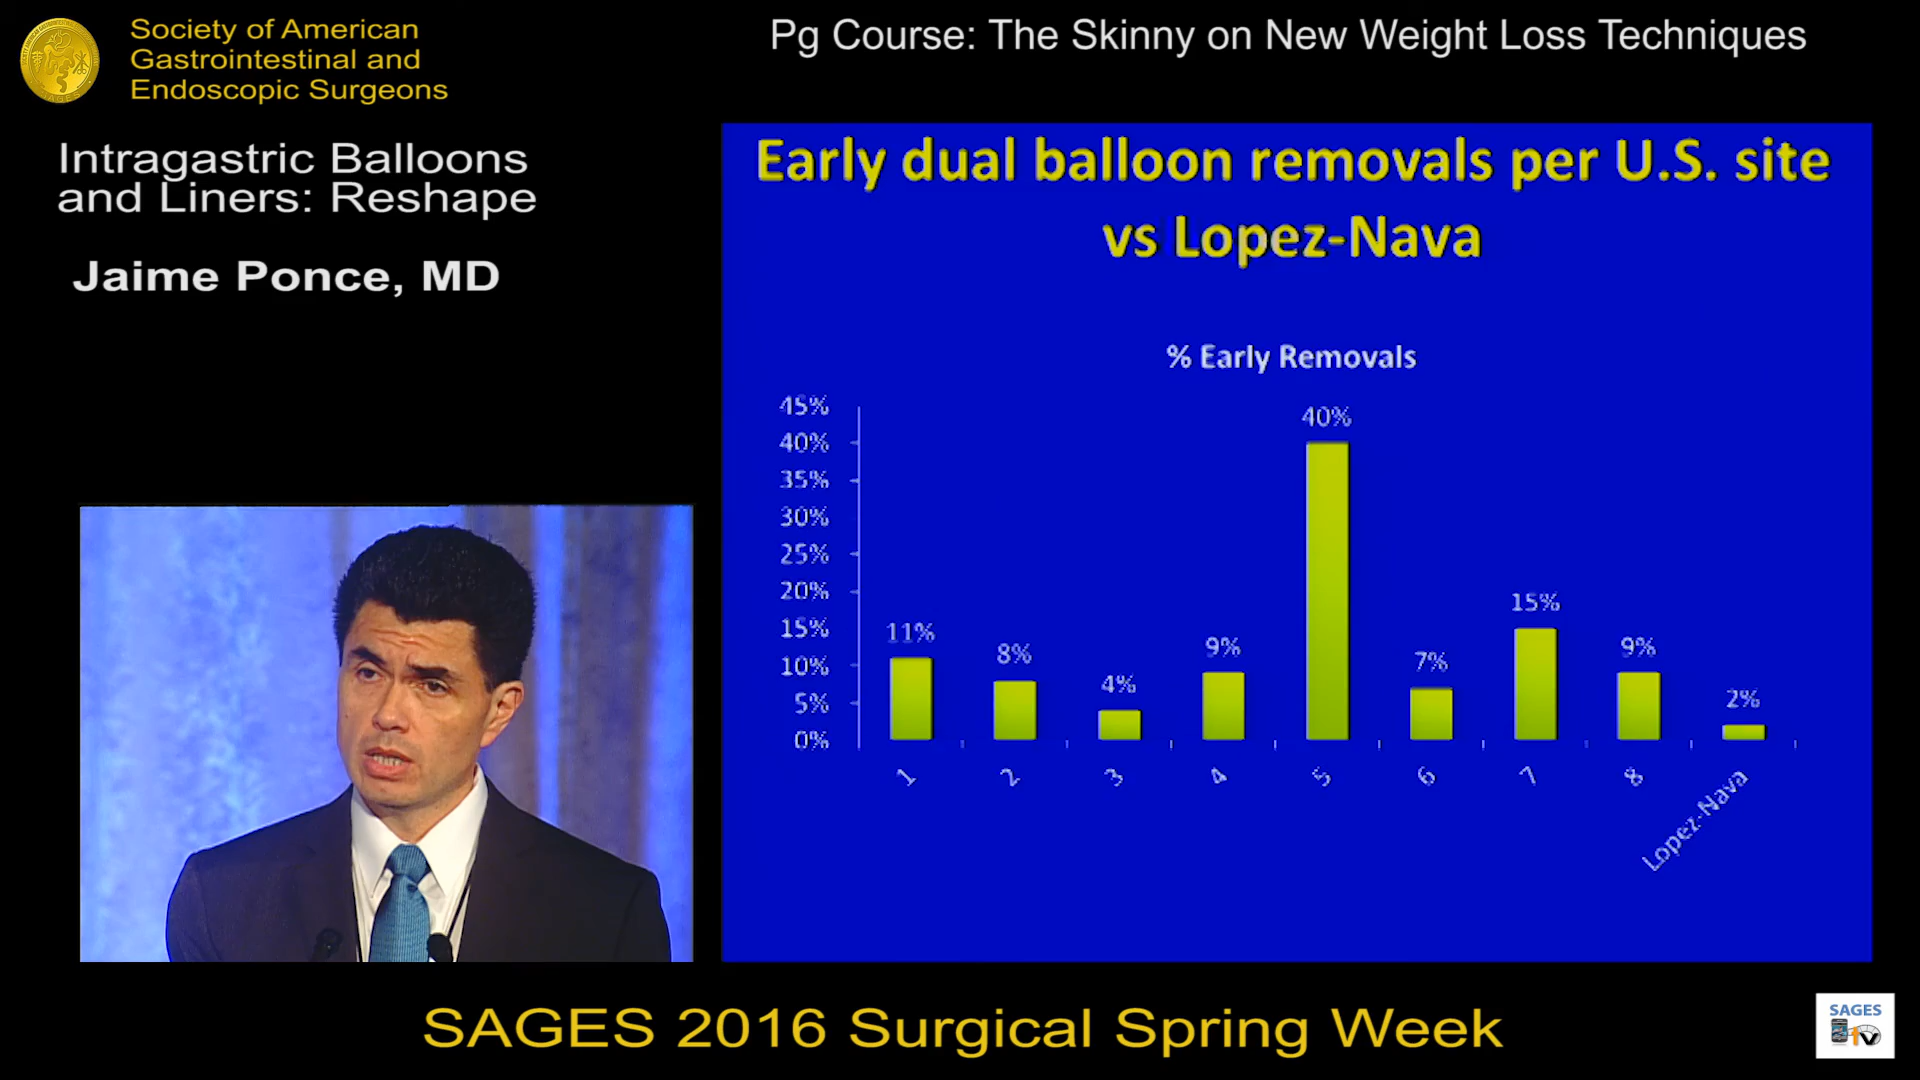 Society of American
Gastrointestinal and
Endoscopic Surgeons
Pg Course: The Skinny on New Weight Loss Techniques
Intragastric Balloons
and Liners: Reshape
Jaime Ponce, MD
Early dual balloon removals per U.S. site
vs Lopez-Nava
% Early Removals
45%
40%
35%
30%
25%
20%
15%
10%
5%
0%
11%
8%
4%
9%
40%
7%
15%
9%
2%
1
2
3
4
5
6
7
8
Lopez-Nava
SAGES 2016 Surgical Spring Week
SAGES
TV